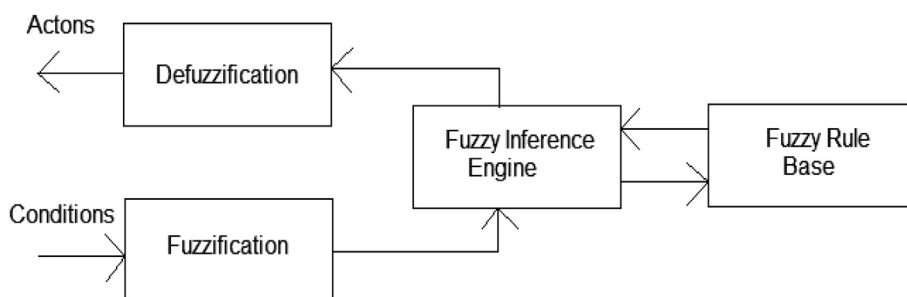 Actons
Defuzzification
Fuzzy Inference
Engine
Fuzzy Rule
Base
Conditions
Fuzzification